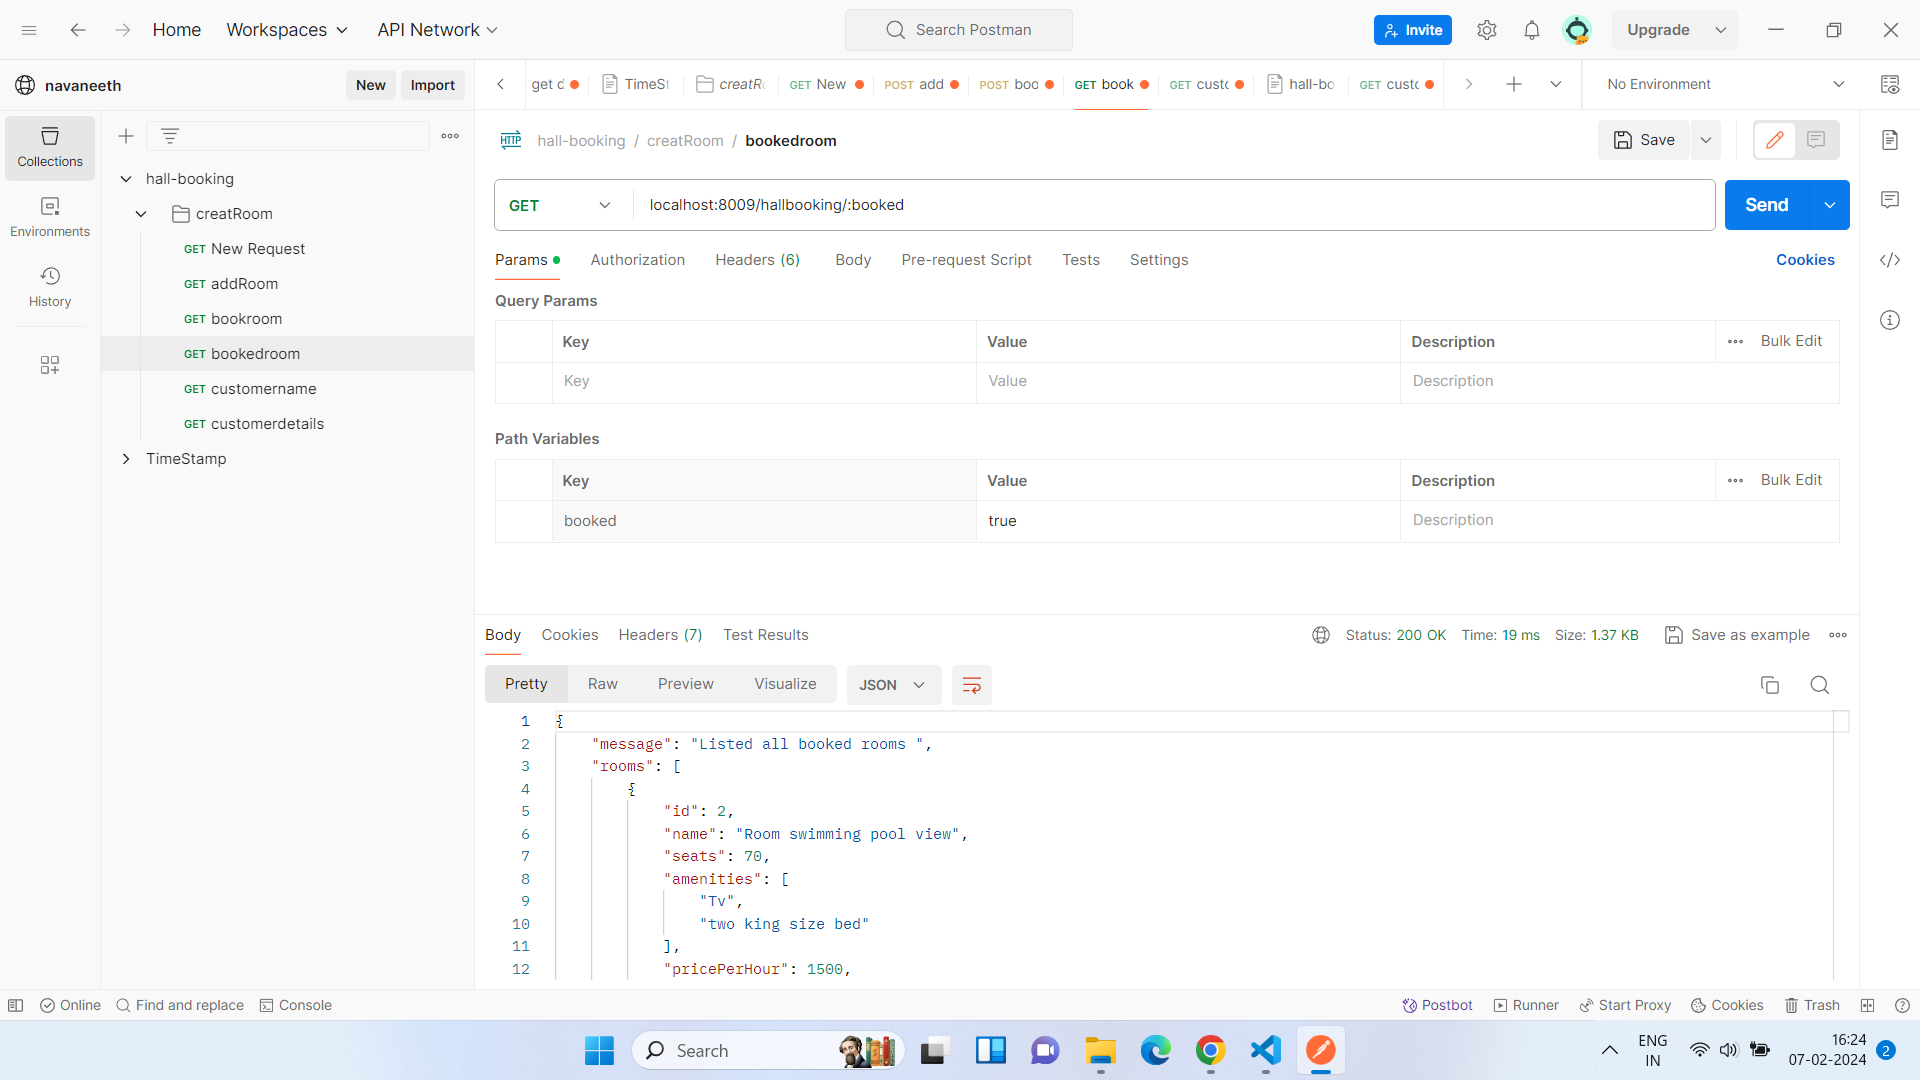 Home
Workspaces
API Network
Search Postman
Invite
Upgrade
navaneeth
New
Import
get c
TimeSt
creatR
GET New
POST add
POST boo
GET book
GET custo
hall-bo
GET custo
No Environment
Collections
Environments
History
hall-booking
creatRoom
GET New Request
GET addRoom
GET bookroom
GET bookedroom
GET customername
GET customerdetails
TimeStamp
HTTP hall-booking / creatRoom / bookedroom
Save
GET
localhost:8009/hallbooking/:booked
Send
Params
Authorization
Headers (6)
Body
Pre-request Script
Tests
Settings
Cookies
Query Params
Key Value Description Bulk Edit
Key Value Description
Path Variables
Key Value Description Bulk Edit
booked true Description
Body Cookies Headers (7) Test Results
Status: 200 OK Time: 19 ms Size: 1.37 KB Save as example
Pretty Raw Preview Visualize JSON
1 {
2 "message": "Listed all booked rooms ",
3 "rooms": [
4 {
5 "id": 2,
6 "name": "Room swimming pool view",
7 "seats": 70,
8 "amenities": [
9 "Tv",
10 "two king size bed"
11 ],
12 "pricePerHour": 1500,
Online Find and replace Console
Postbot Runner Start Proxy Cookies Trash
Search
ENG
IN
16:24
07-02-2024
2